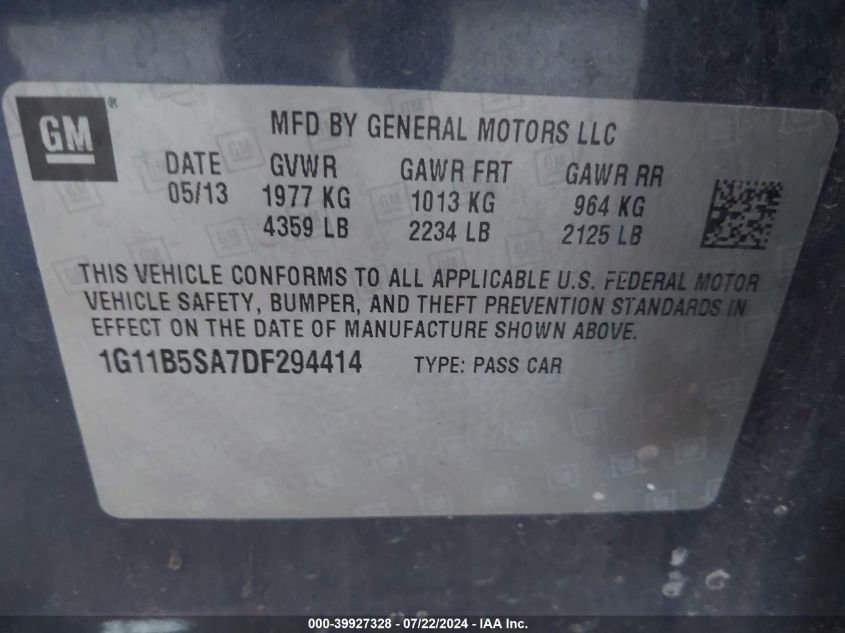 GM®
MFD BY GENERAL MOTORS LLC
DATE GVWR GAWR FRT GAWR RR
05/13 1977 KG 1013 KG 964 KG
4359 LB 2234 LB 2125 LB
THIS VEHICLE CONFORMS TO ALL APPLICABLE U.S. FEDERAL MOTOR
VEHICLE SAFETY, BUMPER, AND THEFT PREVENTION STANDARDS IN
EFFECT ON THE DATE OF MANUFACTURE SHOWN ABOVE.
1G11B5SA7DF294414 TYPE: PASS CAR
000-39927328 - 07/22/2024 - IAA Inc.